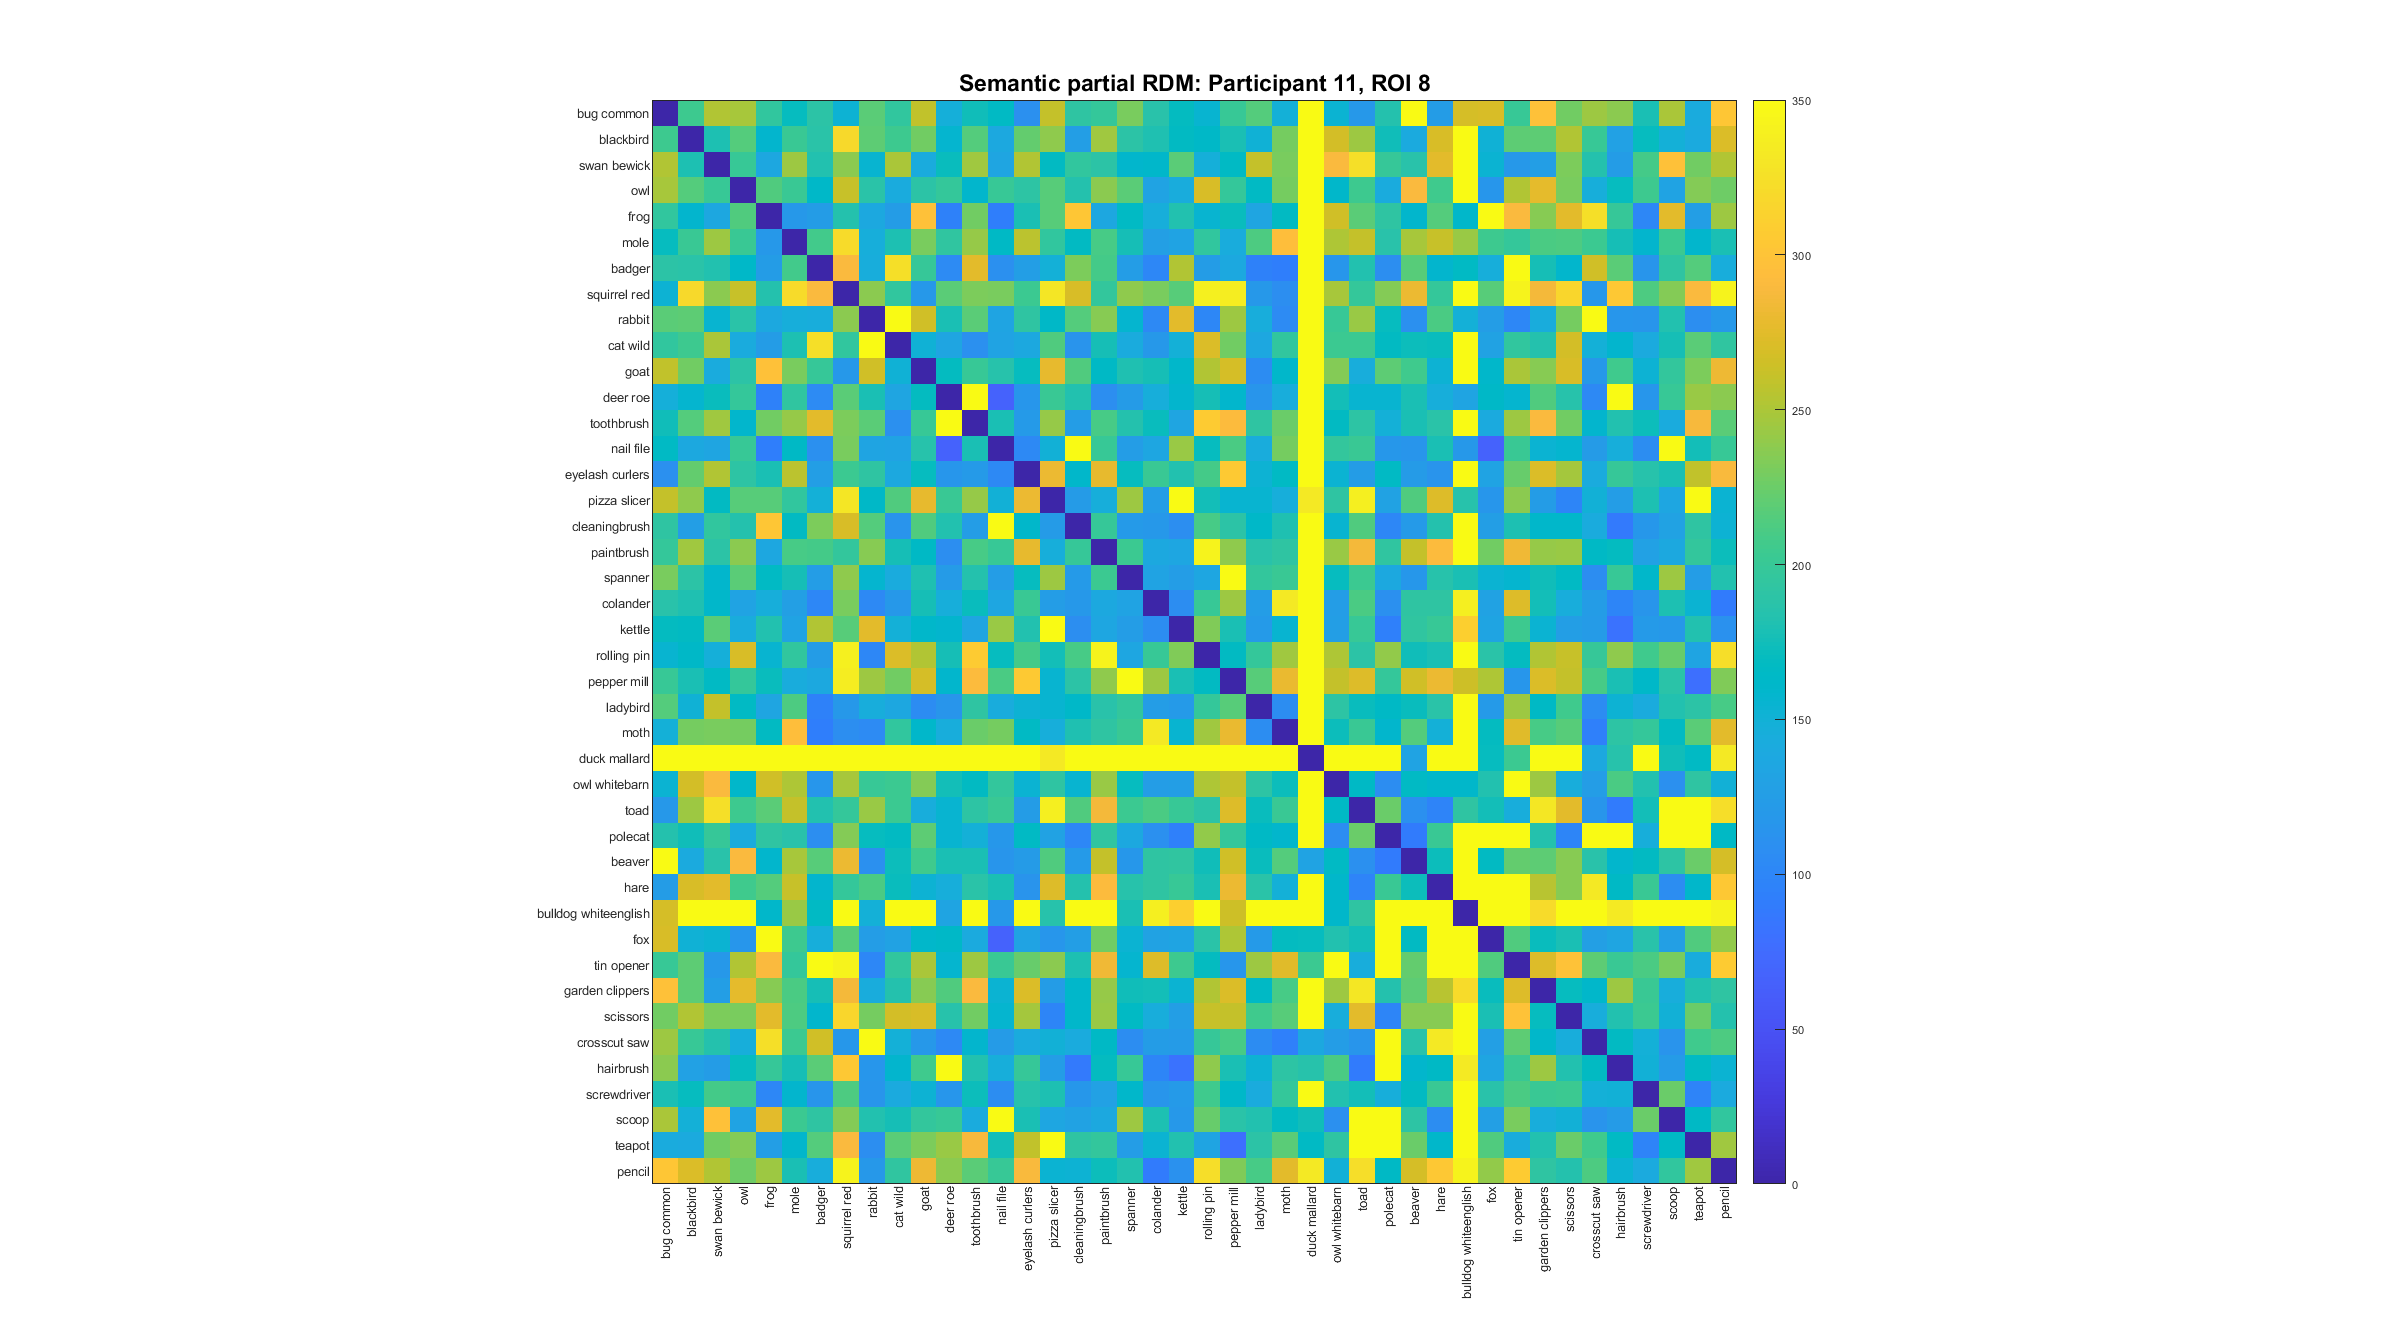 Semantic partial RDM: Participant 11, ROI 8
bug common
blackbird
swan bewick
owl
frog
mole
badger
squirrel red
rabbit
cat wild
goat
deer roe
toothbrush
nail file
eyelash curlers
pizza slicer
cleaningbrush
paintbrush
spanner
colander
kettle
rolling pin
pepper mill
ladybird
moth
duck mallard
owl whitebarn
toad
polecat
beaver
hare
bulldog whiteenglish
fox
tin opener
garden clippers
scissors
crosscut saw
hairbrush
screwdriver
scoop
teapot
pencil
bug common
blackbird
swan bewick
owl
frog
mole
badger
squirrel red
rabbit
cat wild
goat
deer roe
toothbrush
nail file
eyelash curlers
pizza slicer
cleaningbrush
paintbrush
spanner
colander
kettle
rolling pin
pepper mill
ladybird
moth
duck mallard
owl whitebarn
toad
polecat
beaver
hare
bulldog whiteenglish
fox
tin opener
garden clippers
scissors
crosscut saw
hairbrush
screwdriver
scoop
teapot
pencil
350
300
250
200
150
100
50
0